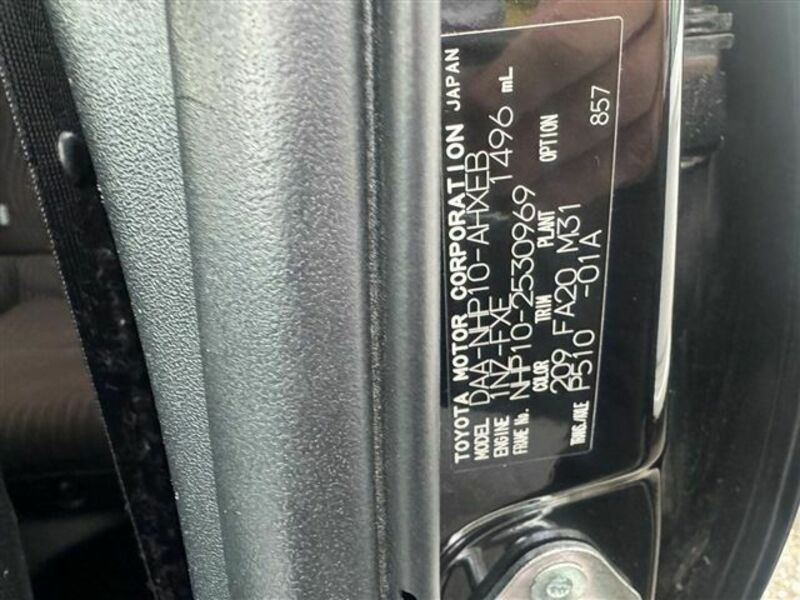 TOYOTA MOTOR CORPORATION JAPAN
MODEL DAA-NHP10-AHXEB
ENGINE 1NZ-FXE 1496 mL
FRAME No. NHP10-2530969
COLOR TRIM PLANT OPTION
209 FA20 M31
TRANS./AXLE P510 -01A 857